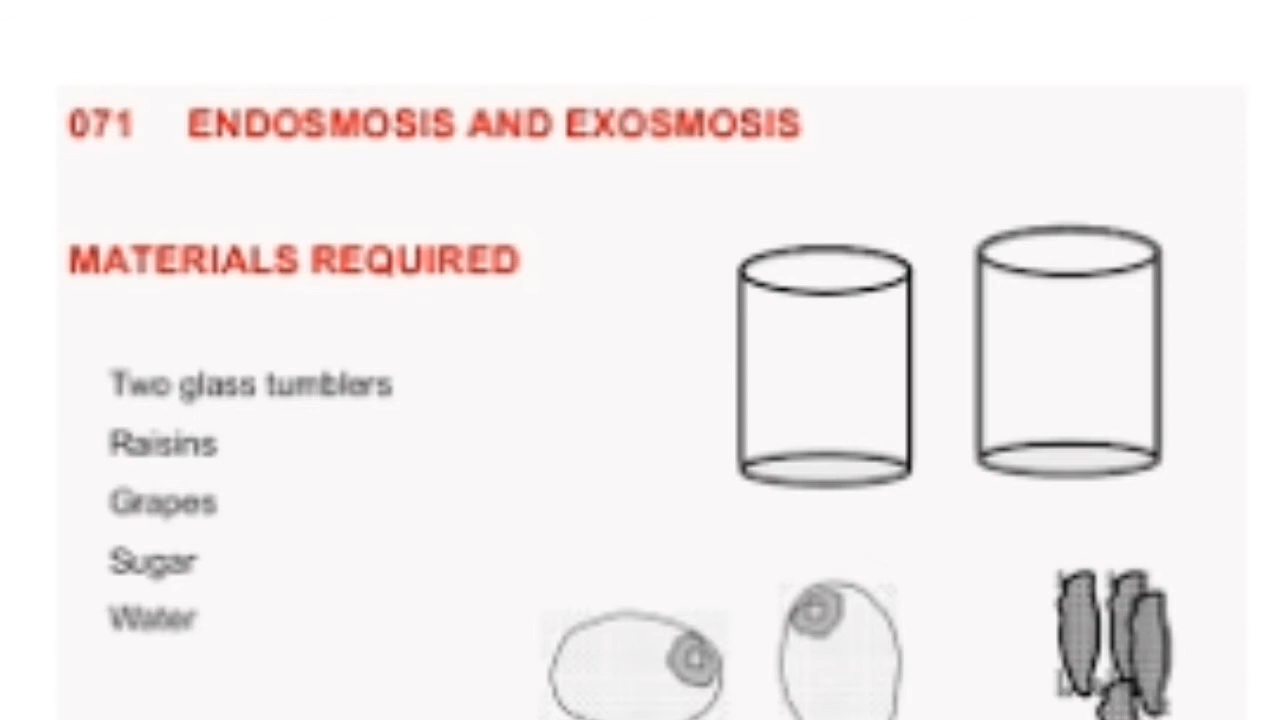 071 ENDOSMOSIS AND EXOSMOSIS
MATERIALS REQUIRED
Two glass tumblers
Raisins
Grapes
Sugar
Water